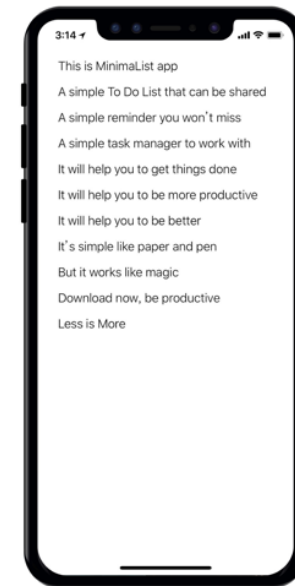 3:14
This is MinimaList app
A simple To Do List that can be shared
A simple reminder you won't miss
A simple task manager to work with
It will help you to get things done
It will help you to be more productive
It will help you to be better
It's simple like paper and pen
But it works like magic
Download now, be productive
Less is More